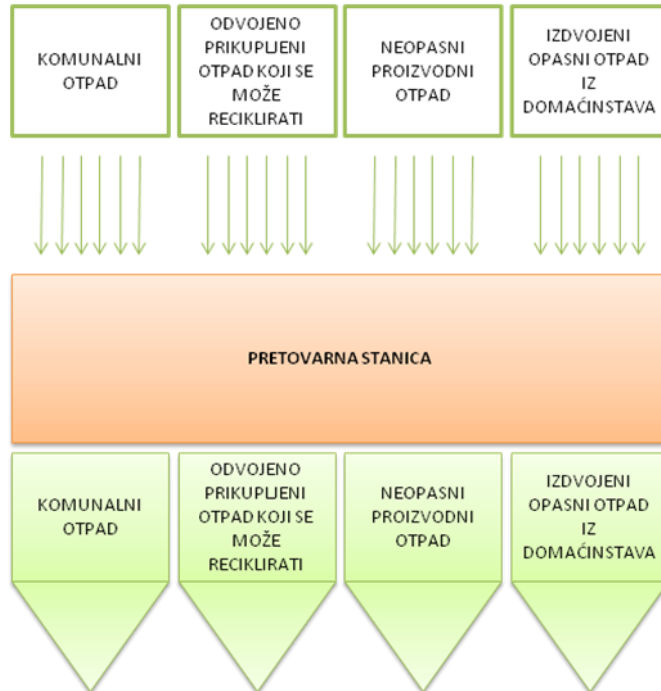 KOMUNALNI
OTPAD
ODVOJENO
PRIKUPLJENI
OTPAD KOJI SE
MOŽE
RECIKLIRATI
NEOPASNI
PROIZVODNI
OTPAD
IZDVOJENI
OPASNI OTPAD
IZ
DOMAĆINSTAVA
PRETOVARNA STANICA
KOMUNALNI
OTPAD
ODVOJENO
PRIKUPLJENI
OTPAD KOJI SE
MOŽE
RECIKLIRATI
NEOPASNI
PROIZVODNI
OTPAD
IZDVOJENI
OPASNI OTPAD
IZ
DOMAĆINSTAVA